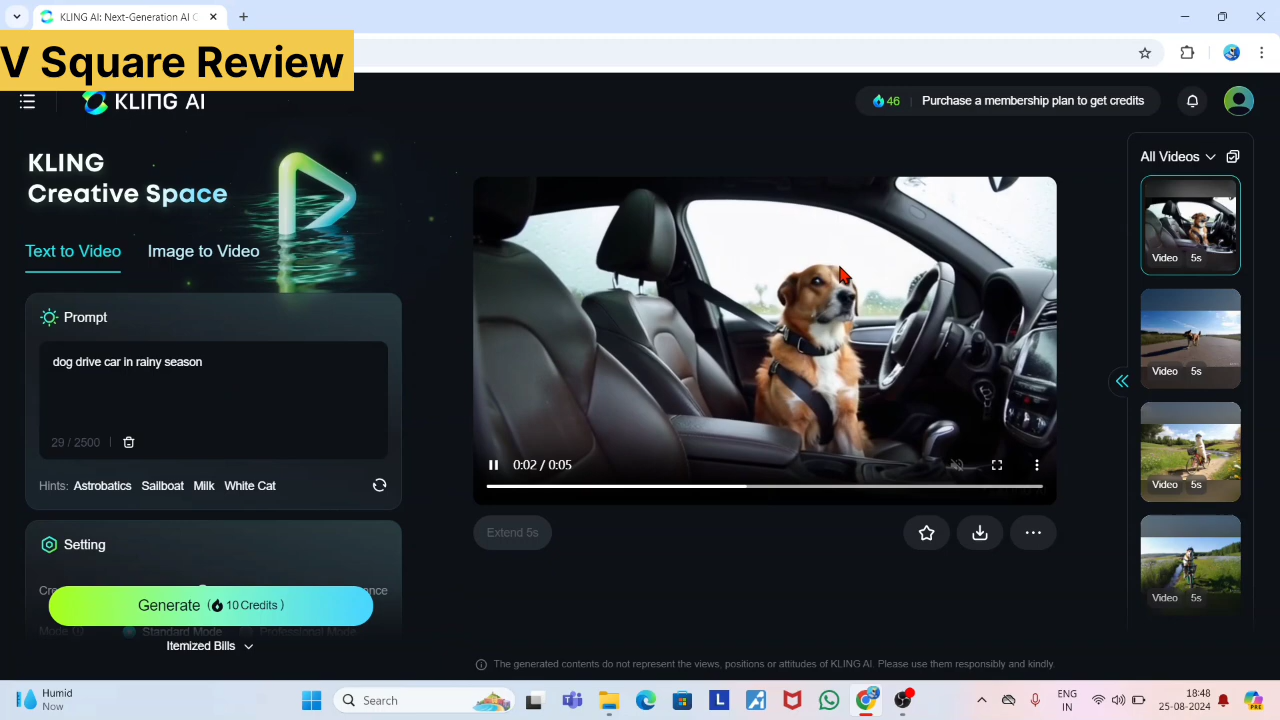 KLING AI: Next-Generation AI C
V Square Review
KLING AI
46 | Purchase a membership plan to get credits
KLING
Creative Space
Text to Video
Image to Video
Prompt
dog drive car in rainy season
29 / 2500
Hints: Astrobatics Sailboat Milk White Cat
Setting
Generate ( 10 Credits )
Standard Mode
Professional Mode
Itemized Bills
0:02 / 0:05
Extend 5s
All Videos
Video 5s
Video 5s
Video 5s
Video 5s
The generated contents do not represent the views, positions or attitudes of KLING AI. Please use them responsibly and kindly.
Humid
Now
Search
ENG
IN
18:48
25-08-2024
PRE